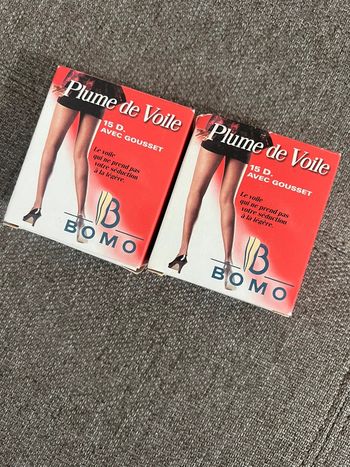 Plume de Voile
15 D.
AVEC GOUSSET
Le voile
qui ne prend pas
votre séduction
à la légère.
B
BOMO
Plume de Voile
15 D.
AVEC GOUSSET
Le voile
qui ne prend pas
votre séduction
à la légère.
B
BOMO